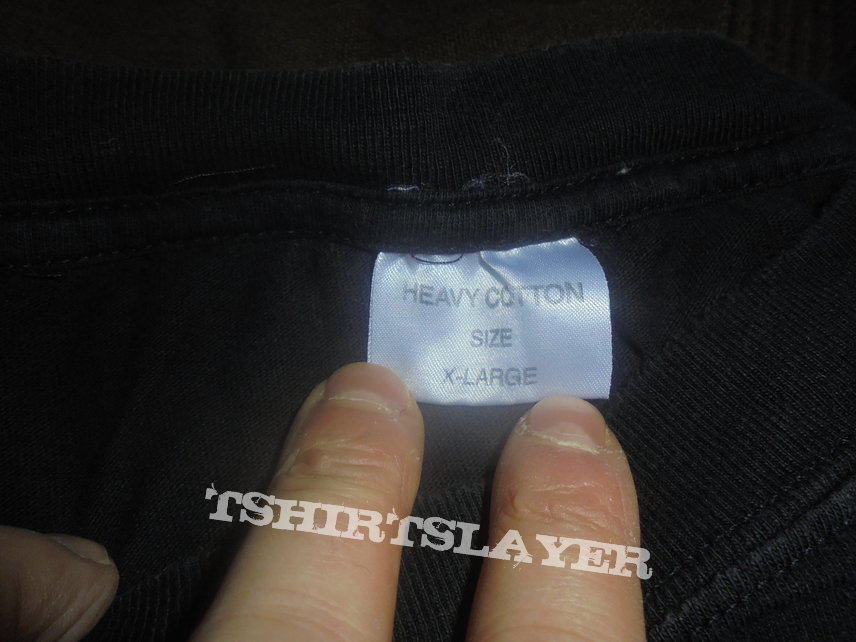 HEAVY COTTON
SIZE
X-LARGE
TSHIRTSLAYER